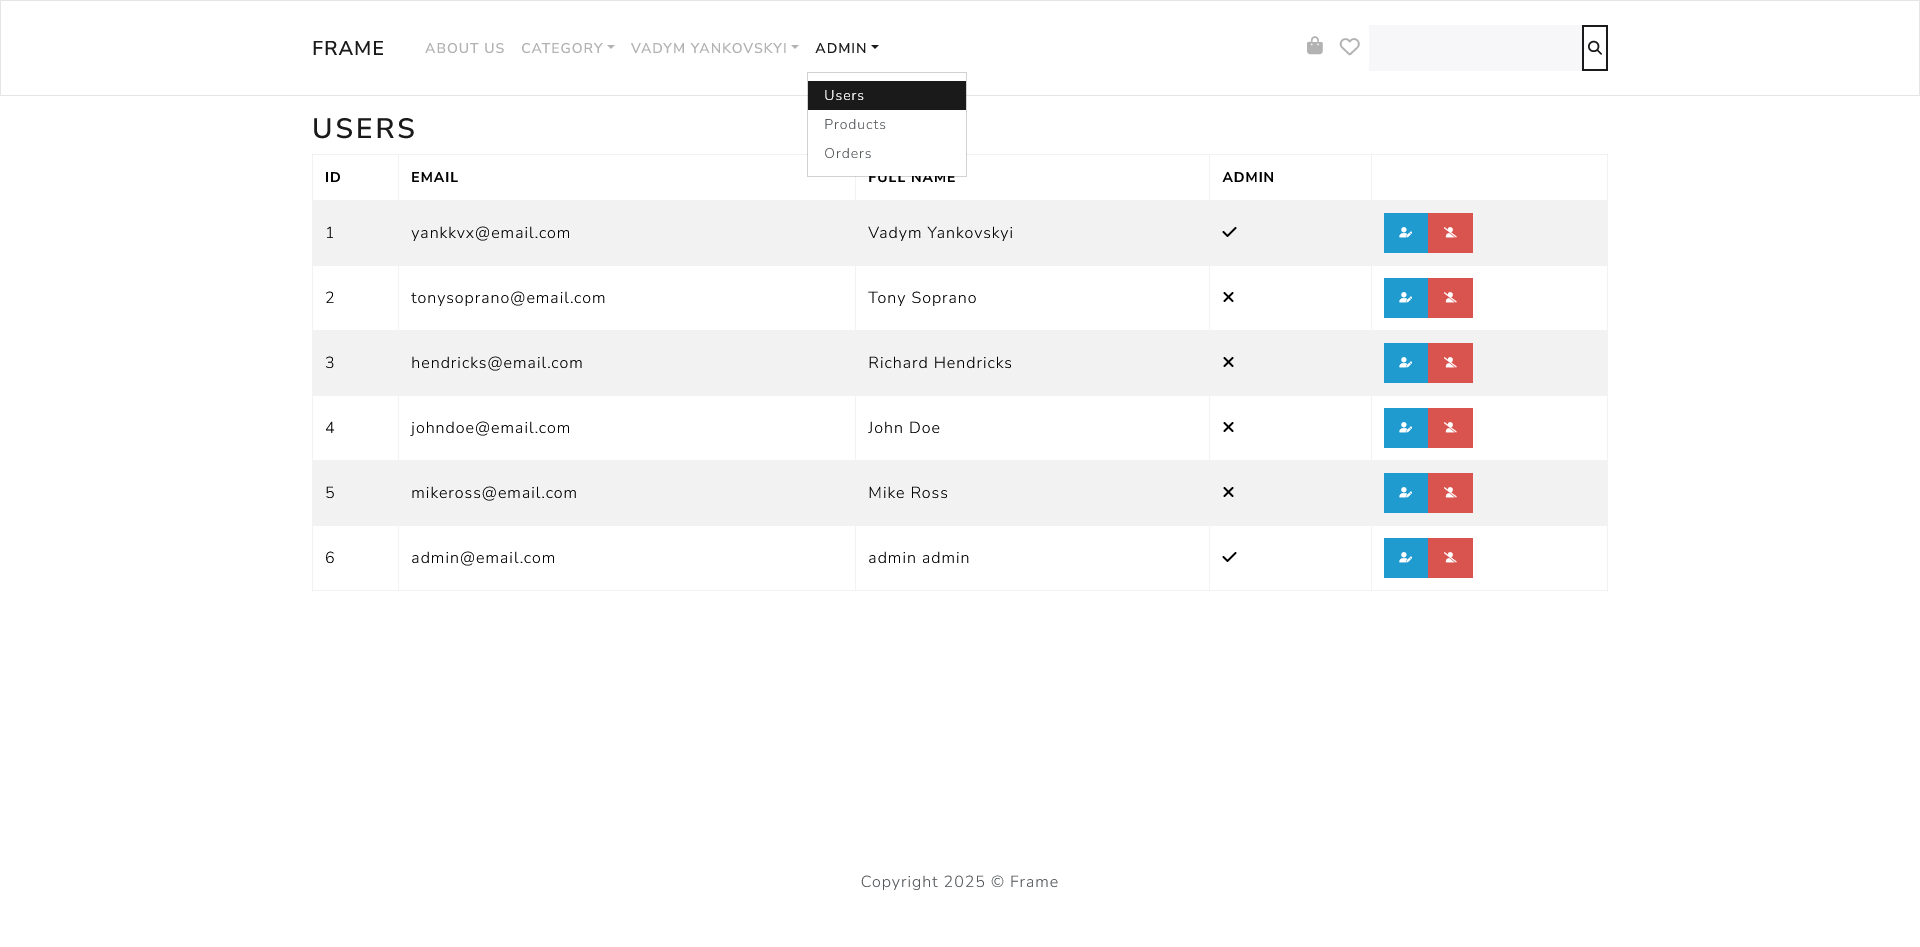 FRAME ABOUT US CATEGORY VADYM YANKOVSKYI ADMIN
Users
Products
Orders
USERS
ID EMAIL FULL NAME ADMIN
1 yankkvx@email.com Vadym Yankovskyi
2 tonysoprano@email.com Tony Soprano
3 hendricks@email.com Richard Hendricks
4 johndoe@email.com John Doe
5 mikeross@email.com Mike Ross
6 admin@email.com admin admin
Copyright 2025 © Frame